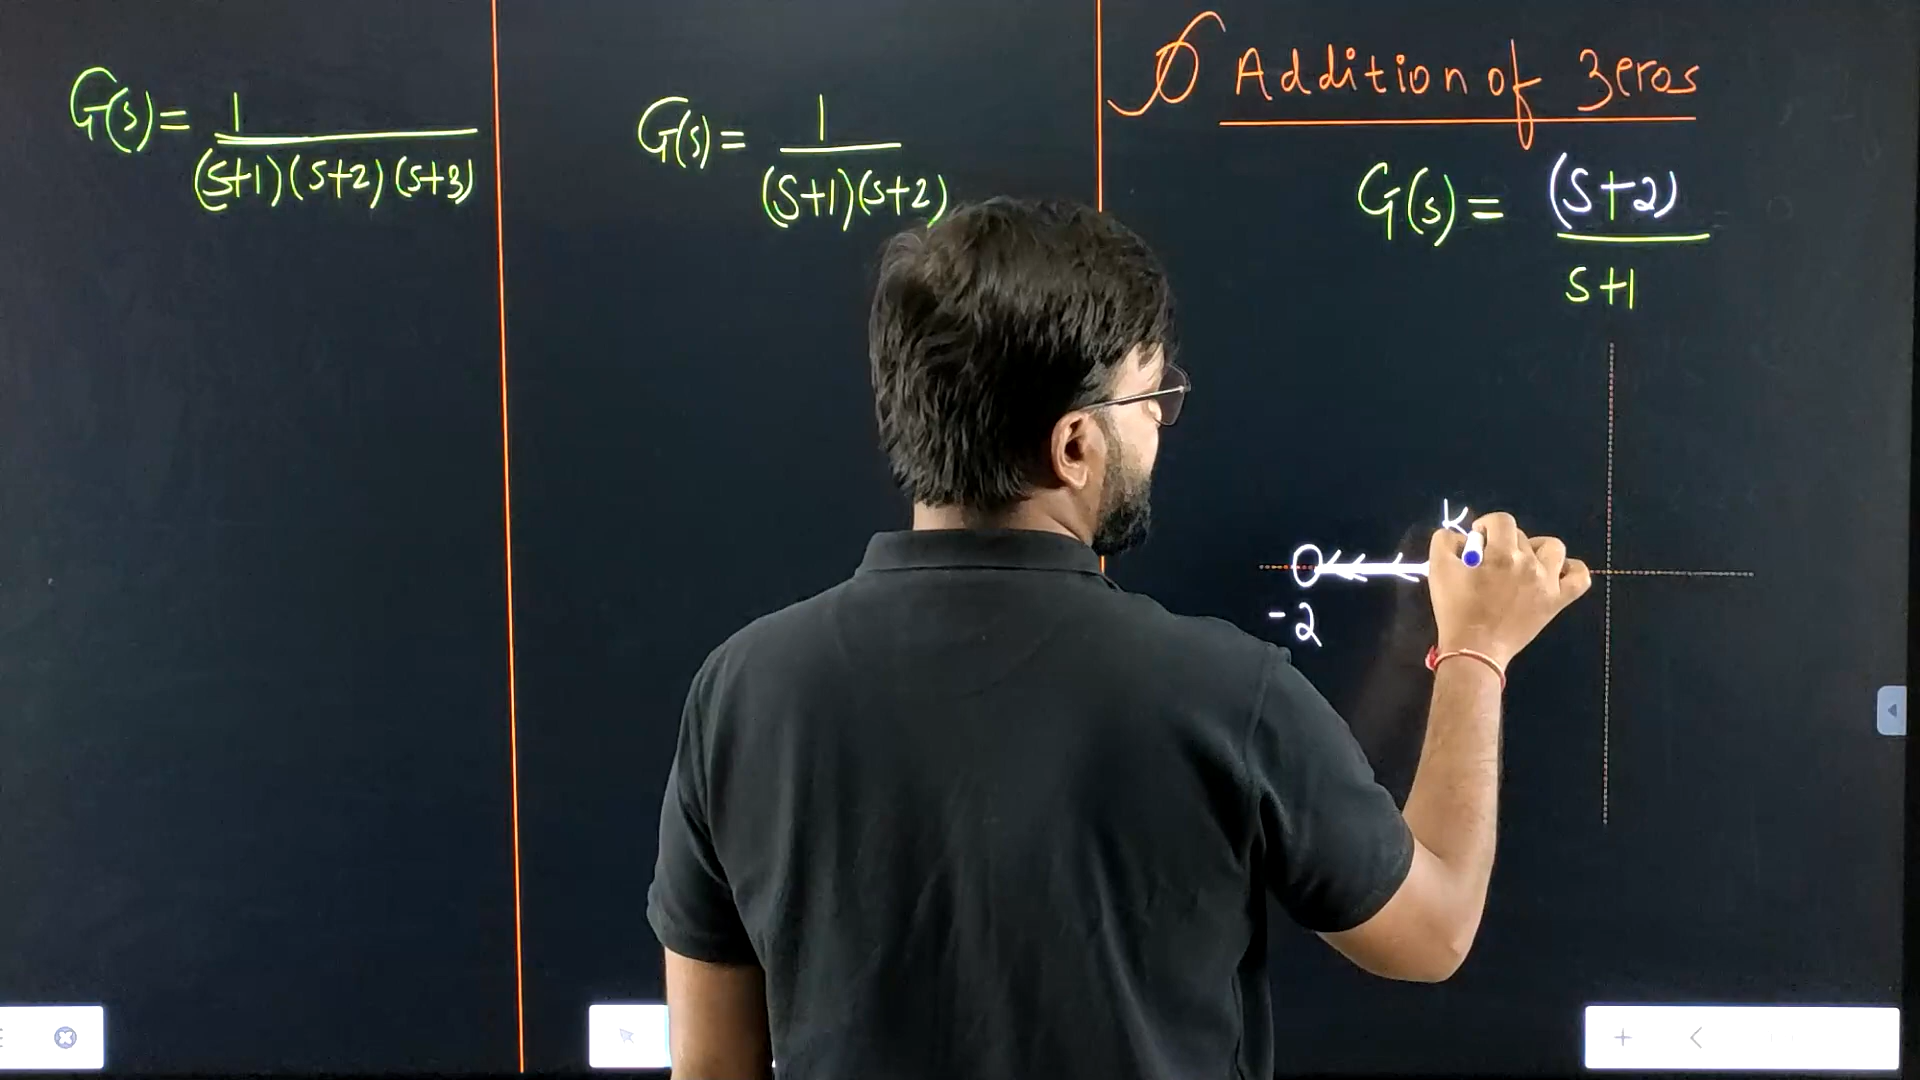 G(s) = 1
(s+1)(s+2)(s+3)
G(s) = 1
(s+1)(s+2)
Addition of Zeros
G(s) = (s+2)
s+1
K
-2